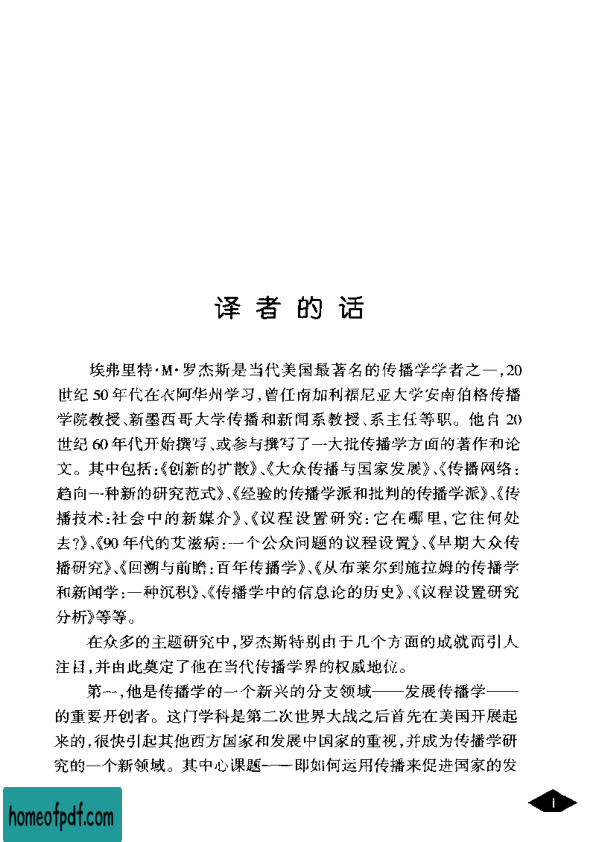 译者的话
埃弗里特·M·罗杰斯是当代美国最著名的传播学学者之一,20
世纪50年代在衣阿华州学习,曾任南加利福尼亚大学安南伯格传播
学院教授、新墨西哥大学传播和新闻系教授、系主任等职。他自20
世纪60年代开始撰写、或参与撰写了一大批传播学方面的著作和论
文。其中包括:《创新的扩散》、《大众传播与国家发展》、《传播网络:
趋向一种新的研究范式》、《经验的传播学派和批判的传播学派》、《传
播技术:社会中的新媒介》、《议程设置研究:它在哪里,它往何处
去?》、《90年代的艾滋病:一个公众问题的议程设置》、《早期大众传
播研究》、《回溯与前瞻:百年传播学》、《从布莱尔到施拉姆的传播学
和新闻学:一种沉积》、《传播学中的信息论的历史》、《议程设置研究
分析》等等。
在众多的主题研究中,罗杰斯特别由于几个方面的成就而引人
注目,并由此奠定了他在当代传播学界的权威地位。
第一,他是传播学的一个新兴的分支领域——发展传播学——
的重要开创者。这门学科是第二次世界大战之后首先在美国开展起
来的,很快引起其他西方国家和发展中国家的重视,并成为传播学研
究的一个新领域。其中心课题——即如何运用传播来促进国家的发
i
homeofpdf.com